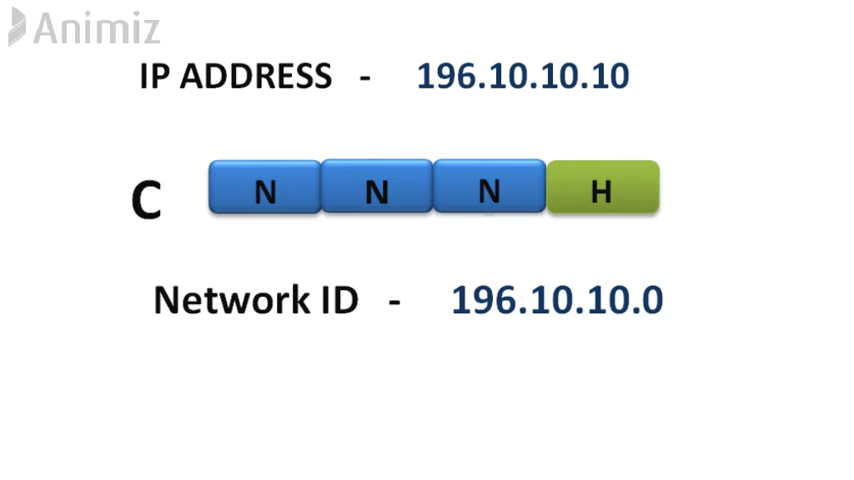 Animiz
IP ADDRESS - 196.10.10.10
C N N N H
Network ID - 196.10.10.0